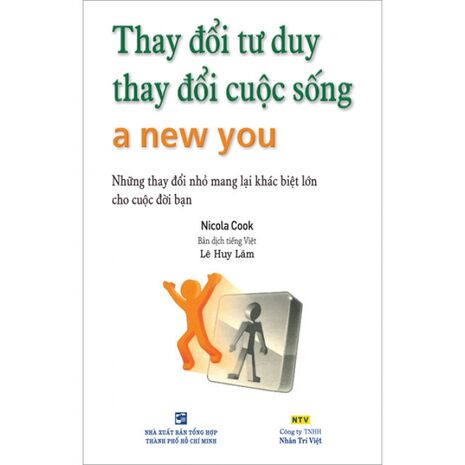 Thay đổi tư duy
thay đổi cuộc sống
a new you
Những thay đổi nhỏ mang lại khác biệt lớn
cho cuộc đời bạn
Nicola Cook
Bản dịch tiếng Việt
Lê Huy Lâm
NHÀ XUẤT BẢN TỔNG HỢP
THÀNH PHỐ HỒ CHÍ MINH
NTV
Công ty TNHH
Nhân Trí Việt